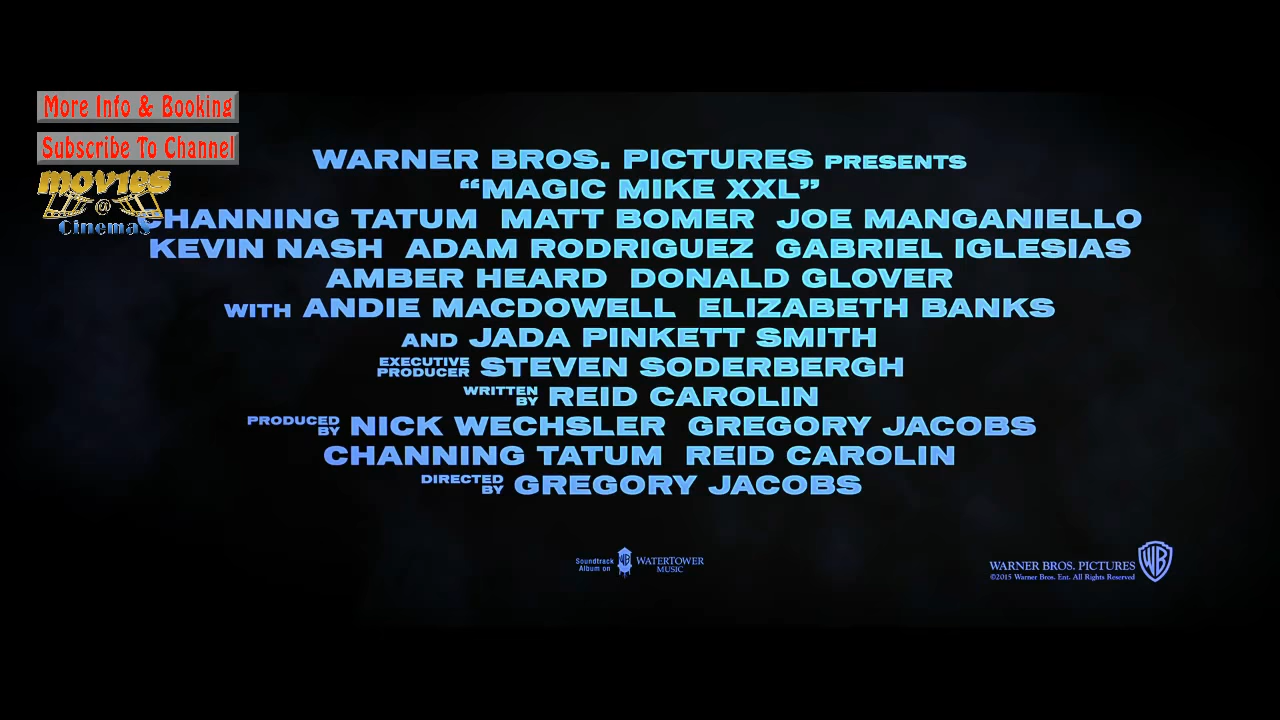 More Info & Booking
Subscribe To Channel
movies
@
Cinemas
WARNER BROS. PICTURES PRESENTS
“MAGIC MIKE XXL”
CHANNING TATUM MATT BOMER JOE MANGANIELLO
KEVIN NASH ADAM RODRIGUEZ GABRIEL IGLESIAS
AMBER HEARD DONALD GLOVER
WITH ANDIE MACDOWELL ELIZABETH BANKS
AND JADA PINKETT SMITH
EXECUTIVE PRODUCER STEVEN SODERBERGH
WRITTEN BY REID CAROLIN
PRODUCED BY NICK WECHSLER GREGORY JACOBS
CHANNING TATUM REID CAROLIN
DIRECTED BY GREGORY JACOBS
Soundtrack Album on WB WATERTOWER MUSIC
WARNER BROS. PICTURES WB
©2015 Warner Bros. Ent. All Rights Reserved